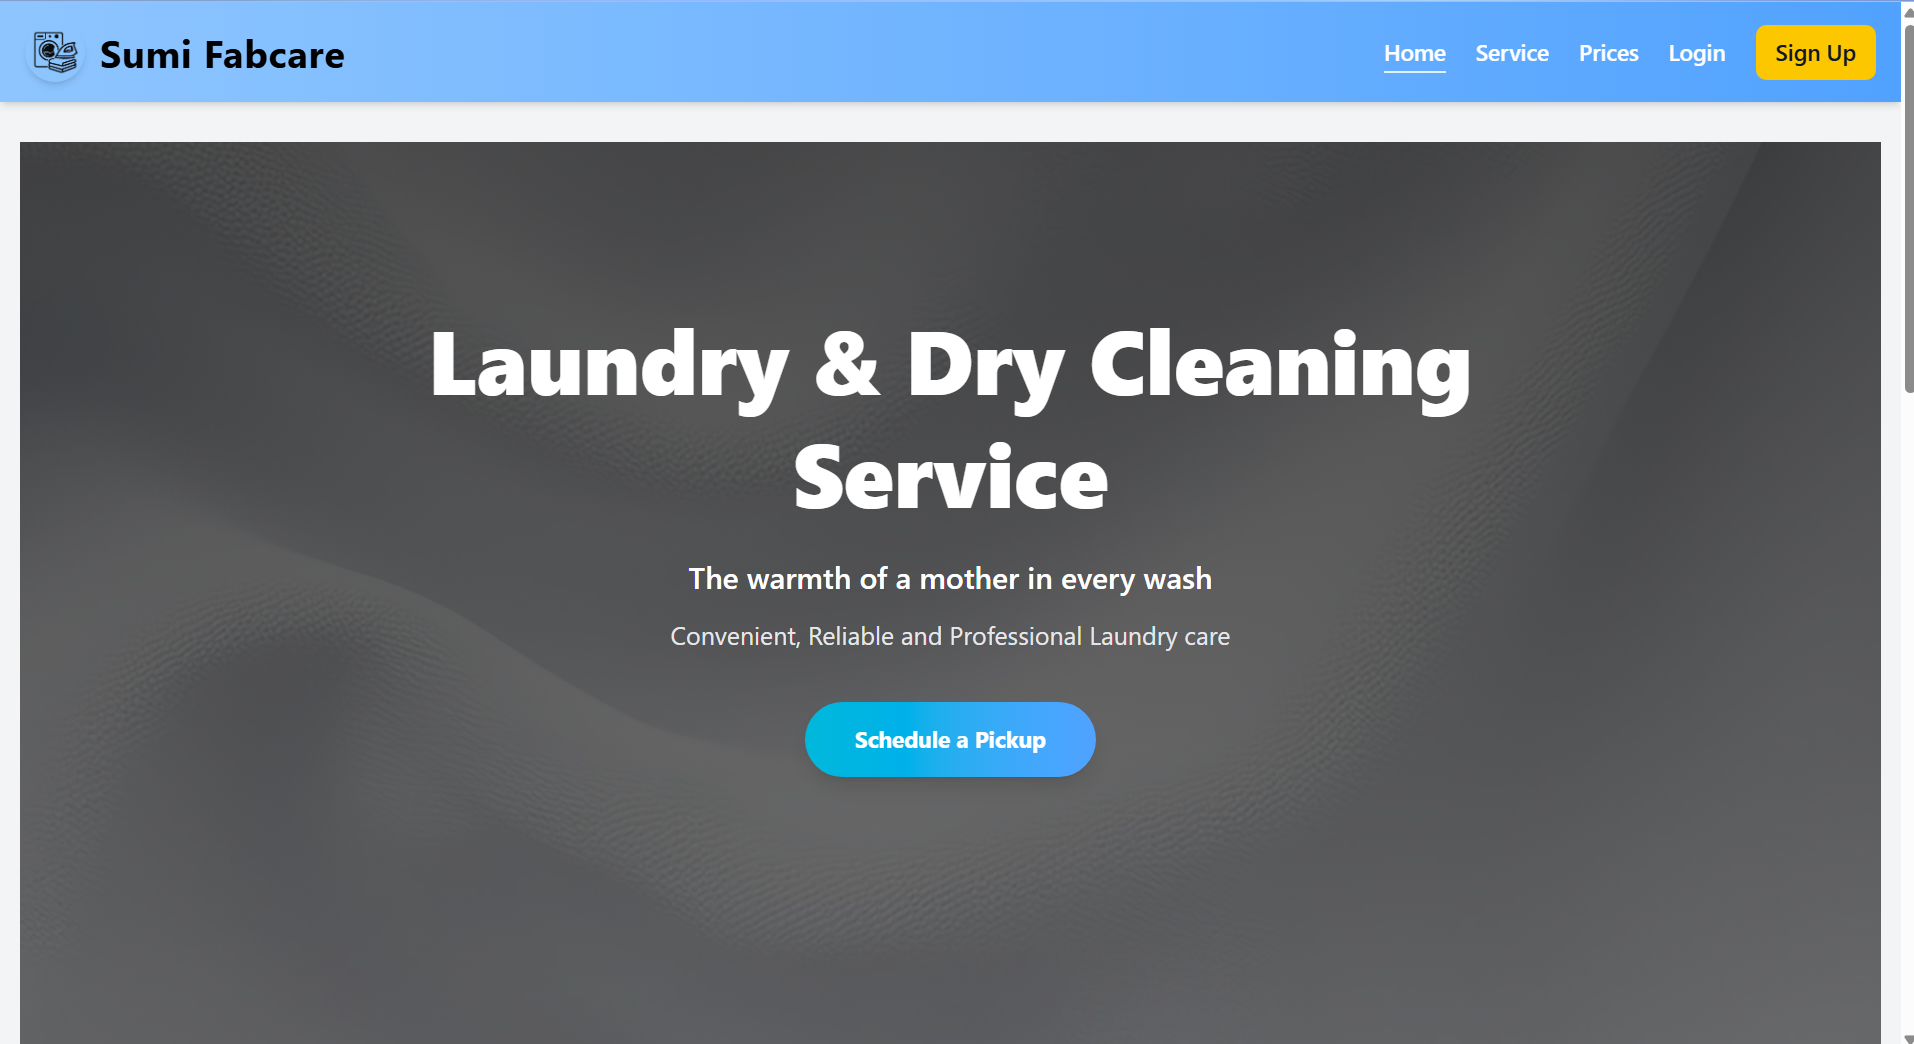 Sumi Fabcare
Home Service Prices Login Sign Up
Laundry & Dry Cleaning
Service
The warmth of a mother in every wash
Convenient, Reliable and Professional Laundry care
Schedule a Pickup